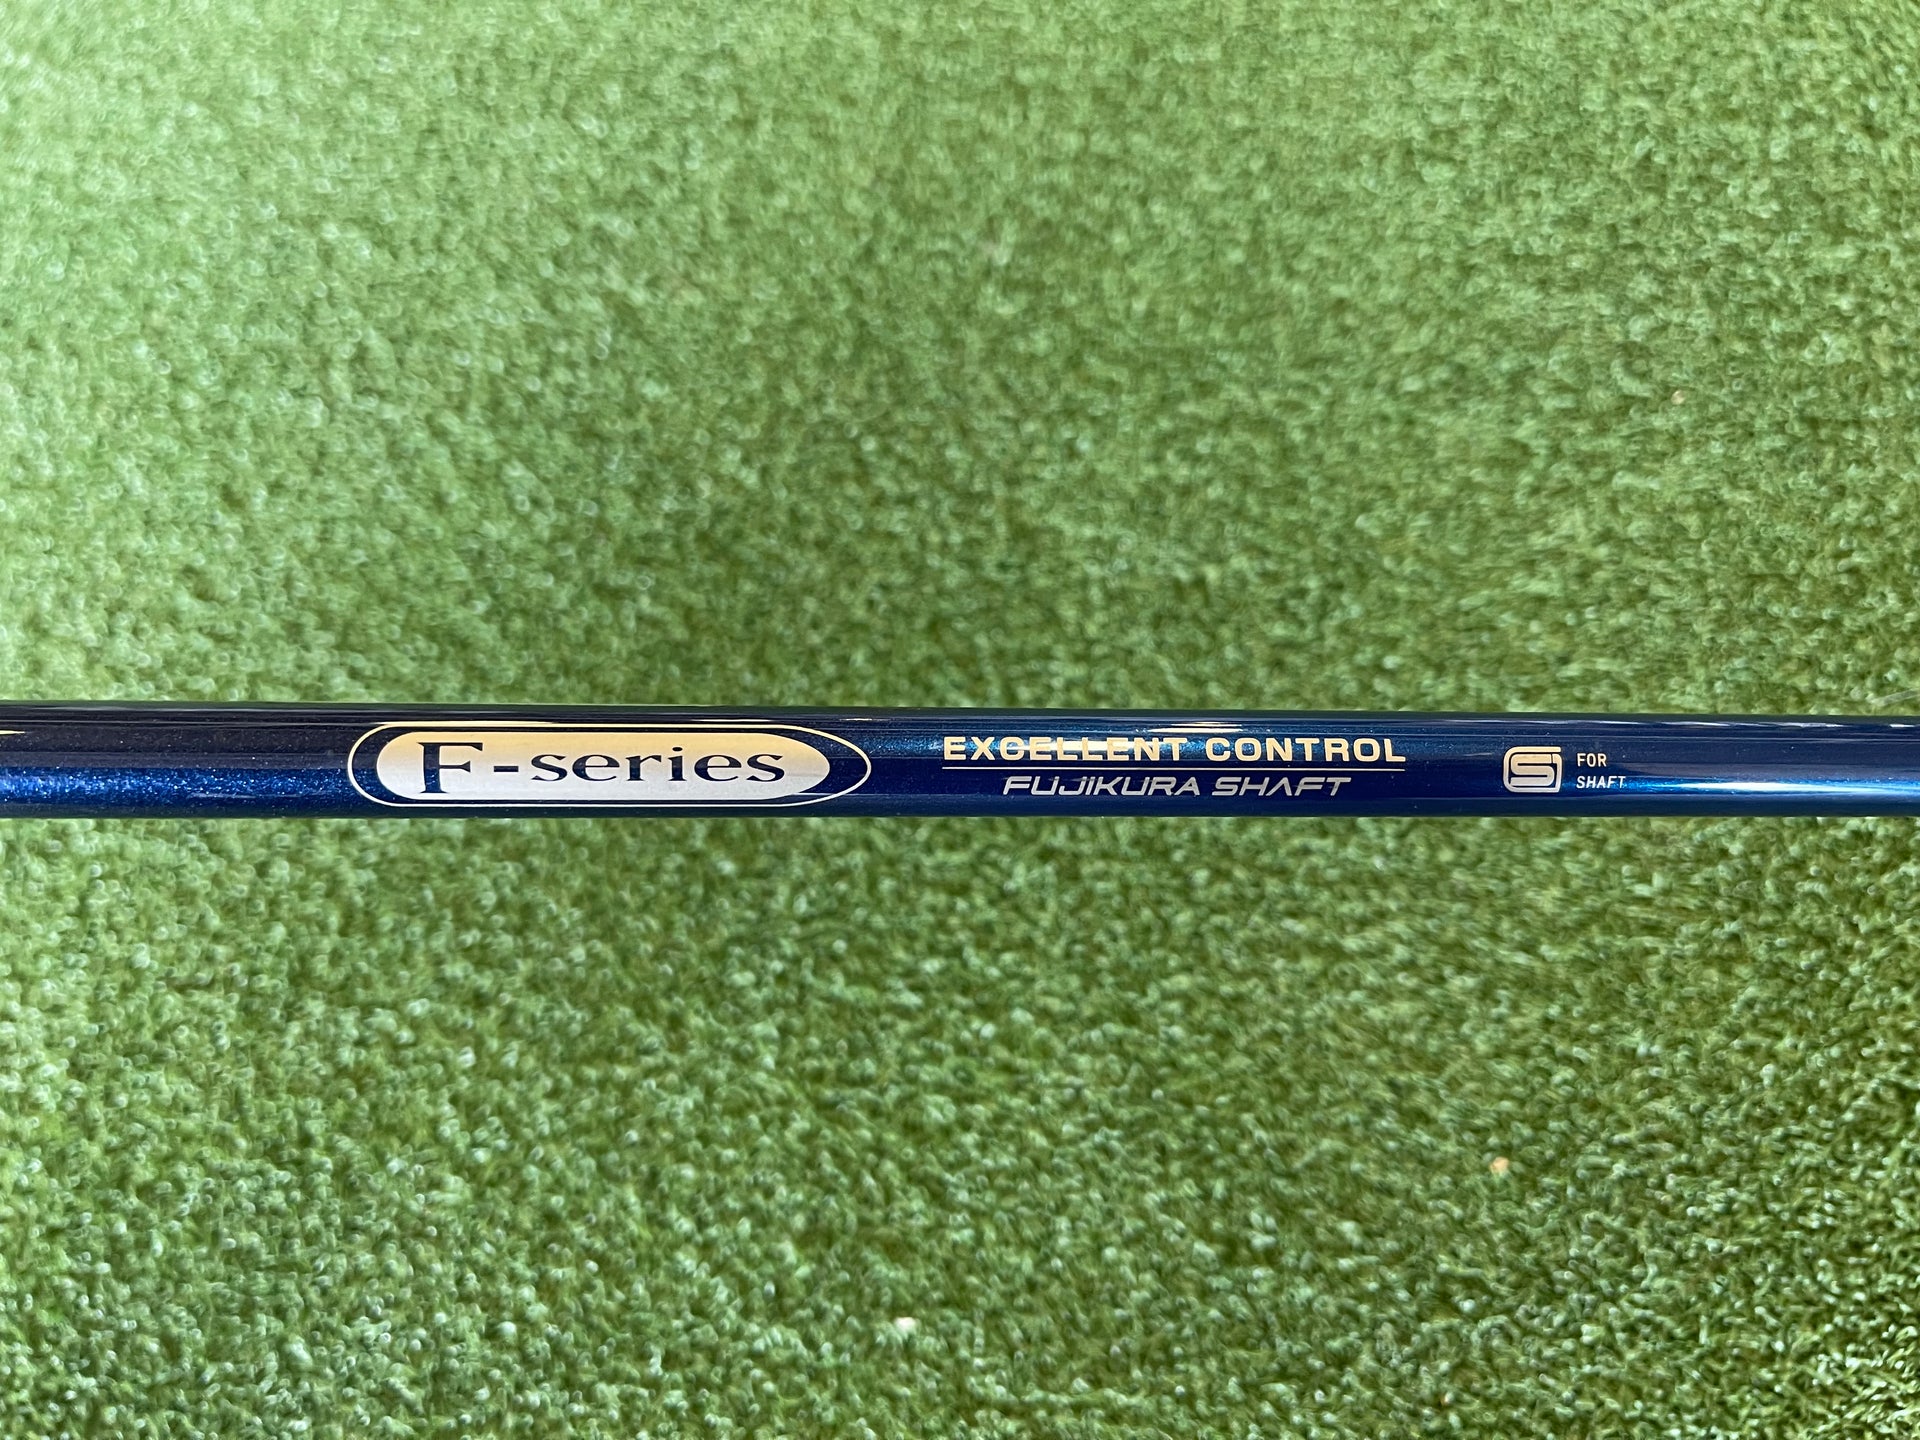 F-series
EXCELLENT CONTROL
FUJIKURA SHAFT
FOR
SHAFT